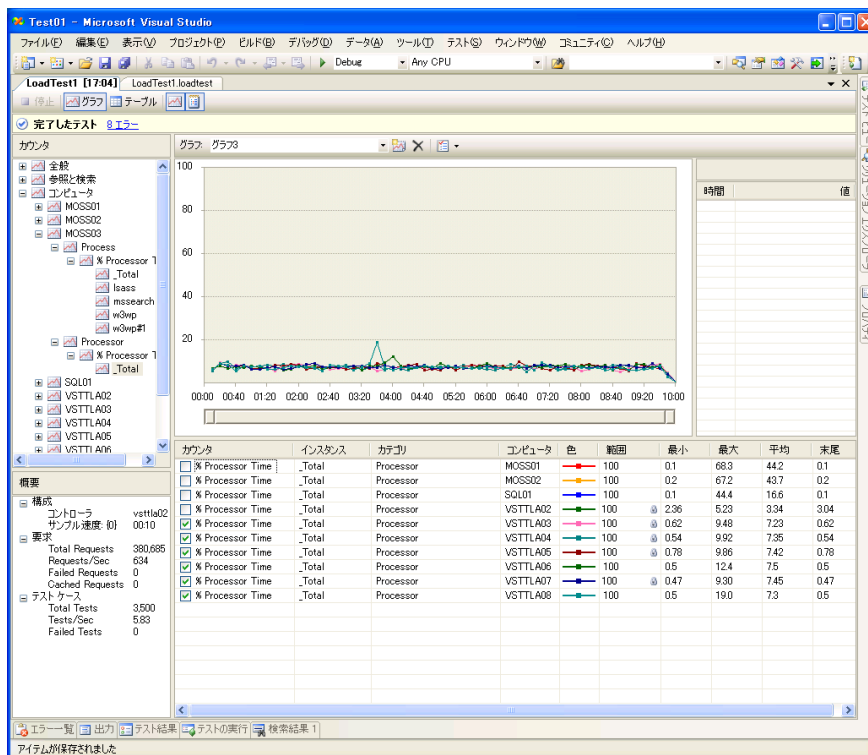 Test01 - Microsoft Visual Studio
ファイル(F) 編集(E) 表示(V) プロジェクト(P) ビルド(B) デバッグ(D) データ(A) ツール(T) テスト(S) ウィンドウ(W) コミュニティ(C) ヘルプ(H)
Debug Any CPU
LoadTest1 [17:04] LoadTest1.loadtest
停止 グラフ テーブル
完了したテスト 8 エラー
カウンタ
全般
参照と検索
コンピュータ
MOSS01
MOSS02
MOSS03
Process
% Processor T
_Total
lsass
mssearch
w3wp
w3wp#1
Processor
% Processor T
_Total
SQL01
VSTTLA02
VSTTLA03
VSTTLA04
VSTTLA05
VSTTLA06
グラフ: グラフ3
100
80
60
40
20
00:00 00:40 01:20 02:00 02:40 03:20 04:00 04:40 05:20 06:00 06:40 07:20 08:00 08:40 09:20 10:00
時間 値
プロパティ
概要
構成
コントローラ vsttla02
サンプル速度: {0} 00:10
要求
Total Requests 380,685
Requests/Sec 634
Failed Requests 0
Cached Requests 0
テスト ケース
Total Tests 3,500
Tests/Sec 5.83
Failed Tests 0
カウンタ インスタンス カテゴリ コンピュータ 色 範囲 最小 最大 平均 末尾
% Processor Time _Total Processor MOSS01 100 0.1 68.3 44.2 0.1
% Processor Time _Total Processor MOSS02 100 0.2 67.2 43.7 0.2
% Processor Time _Total Processor SQL01 100 0.1 44.4 16.6 0.1
% Processor Time _Total Processor VSTTLA02 100 2.36 5.23 3.34 3.04
% Processor Time _Total Processor VSTTLA03 100 0.62 9.48 7.23 0.62
% Processor Time _Total Processor VSTTLA04 100 0.54 9.92 7.35 0.54
% Processor Time _Total Processor VSTTLA05 100 0.78 9.86 7.42 0.78
% Processor Time _Total Processor VSTTLA06 100 0.5 12.4 7.5 0.5
% Processor Time _Total Processor VSTTLA07 100 0.47 9.30 7.45 0.47
% Processor Time _Total Processor VSTTLA08 100 0.5 19.0 7.3 0.5
エラー一覧 出力 テスト結果 テストの実行 検索結果 1
アイテムが保存されました